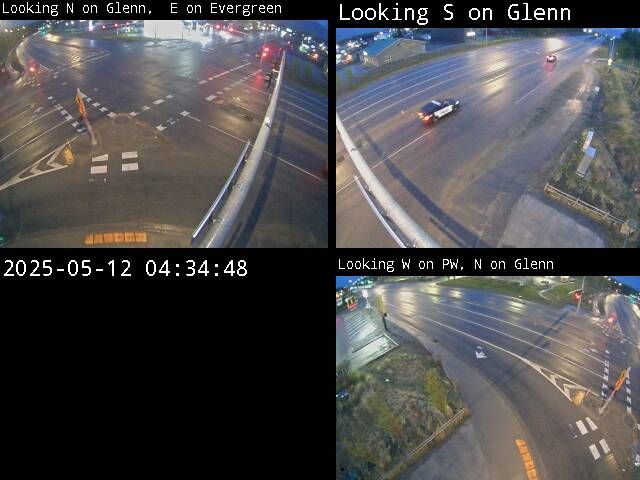 Looking N on Glenn,  E on Evergreen
Looking S on Glenn
2025-05-12 04:34:48
Looking W on PW, N on Glenn